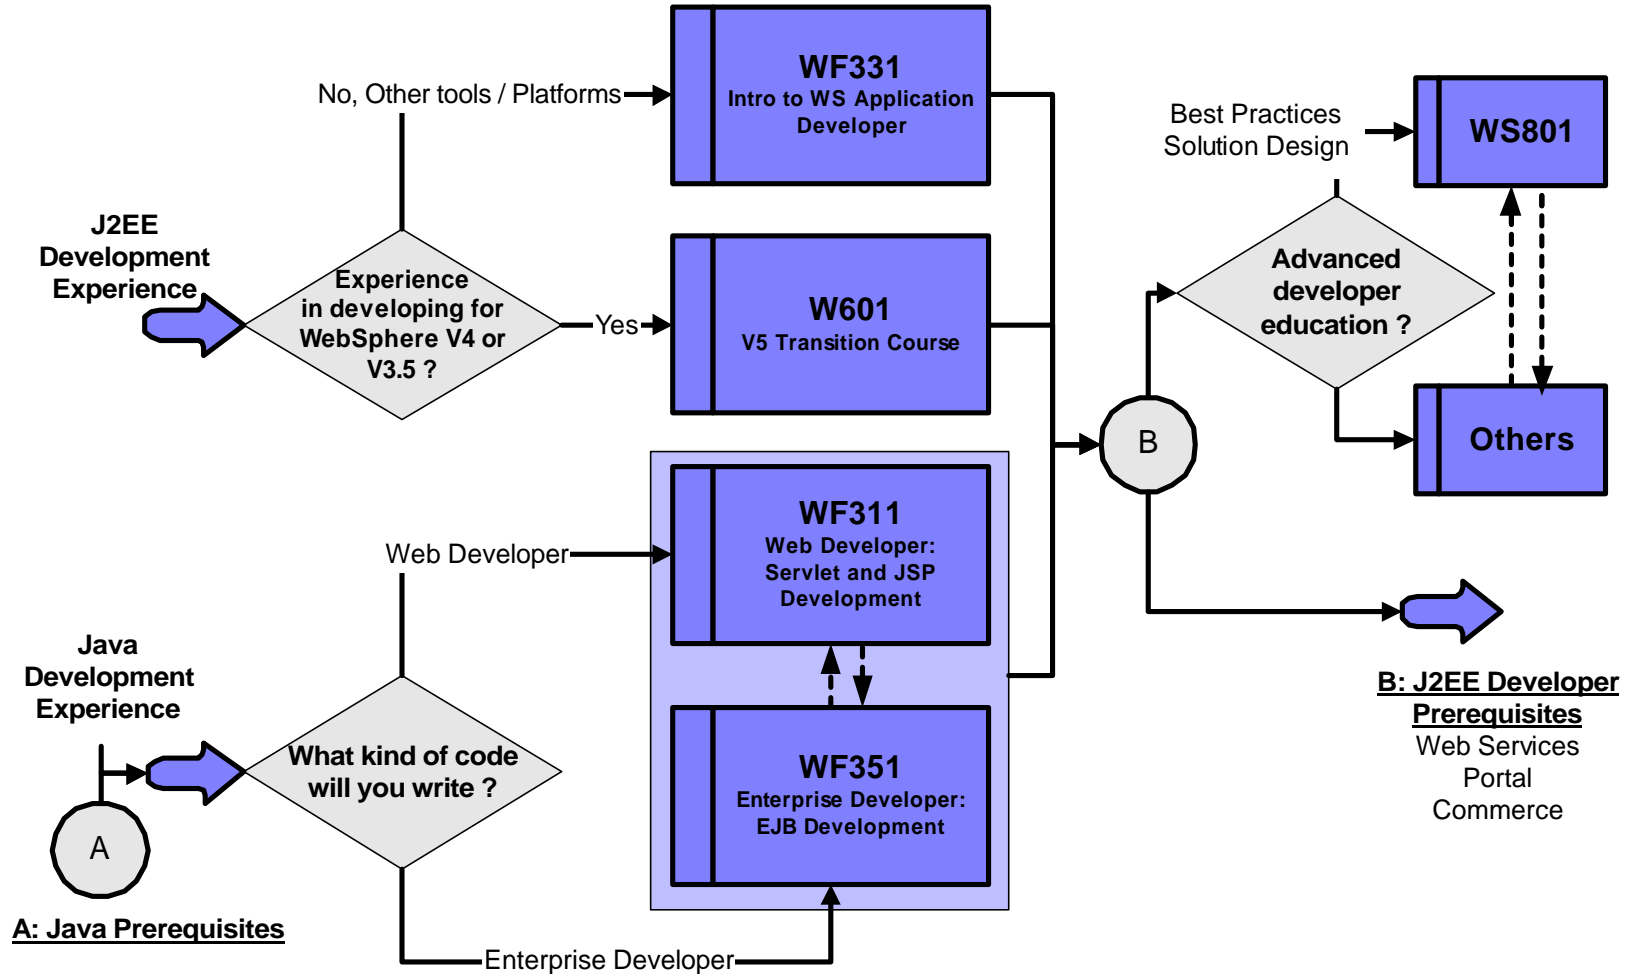 No, Other tools / Platforms
WF331
Intro to WS Application
Developer
J2EE
Development
Experience
Experience
in developing for
WebSphere V4 or
V3.5 ?
Yes
W601
V5 Transition Course
Best Practices
Solution Design
WS801
Advanced
developer
education ?
Others
B
Web Developer
WF311
Web Developer:
Servlet and JSP
Development
Java
Development
Experience
What kind of code
will you write ?
WF351
Enterprise Developer:
EJB Development
A
A: Java Prerequisites
Enterprise Developer
B: J2EE Developer
Prerequisites
Web Services
Portal
Commerce